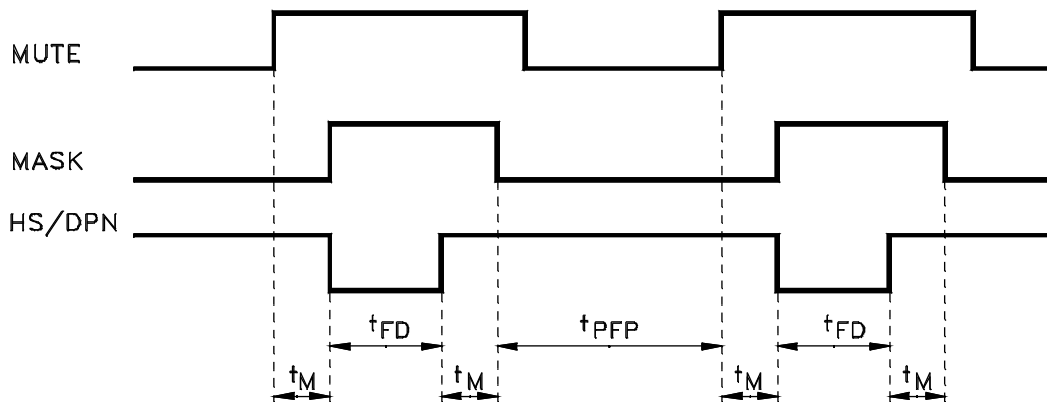 MUTE
MASK
HS/DPN
tFD tPFP tFD
tM tM tM tM